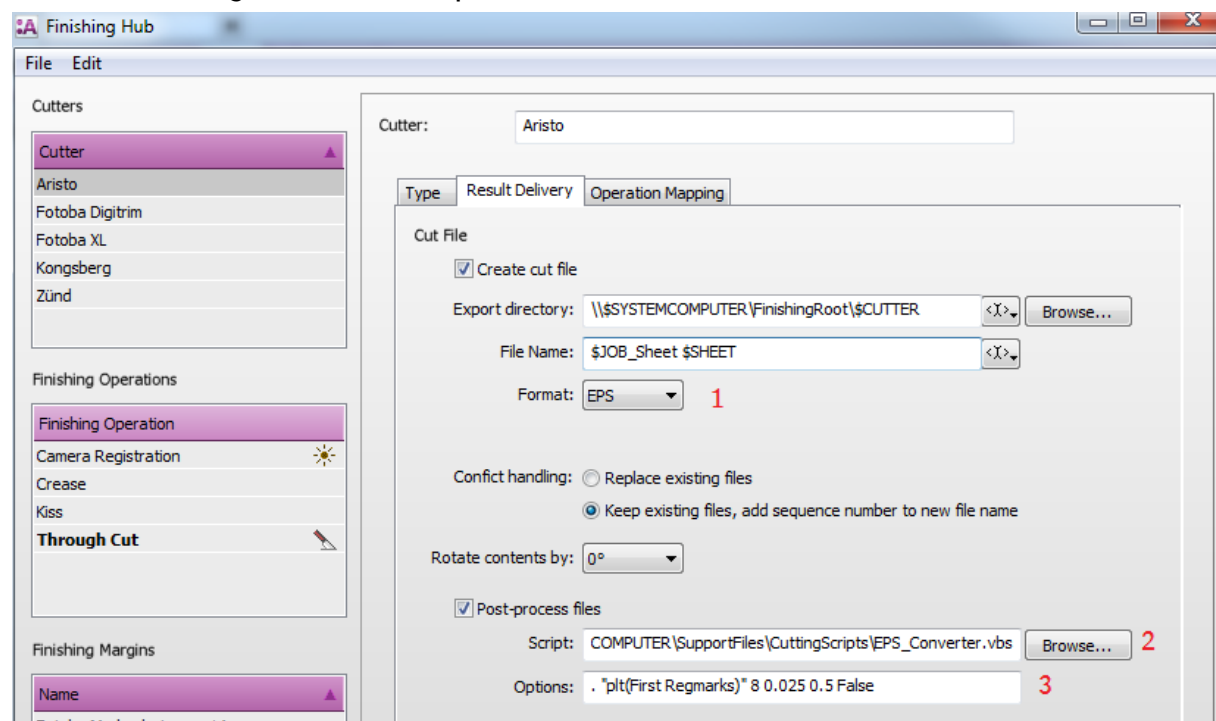 :A Finishing Hub
File Edit
Cutters
Cutter
Aristo
Fotoba Digitrim
Fotoba XL
Kongsberg
Zünd
Finishing Operations
Finishing Operation
Camera Registration
Crease
Kiss
Through Cut
Finishing Margins
Name
Cutter: Aristo
Type Result Delivery Operation Mapping
Cut File
Create cut file
Export directory: \\$SYSTEMCOMPUTER\FinishingRoot\$CUTTER <I> Browse...
File Name: $JOB_Sheet $SHEET <I>
Format: EPS 1
Confict handling: Replace existing files
Keep existing files, add sequence number to new file name
Rotate contents by: 0°
Post-process files
Script: COMPUTER\SupportFiles\CuttingScripts\EPS_Converter.vbs Browse... 2
Options: . "plt(First Regmarks)" 8 0.025 0.5 False 3